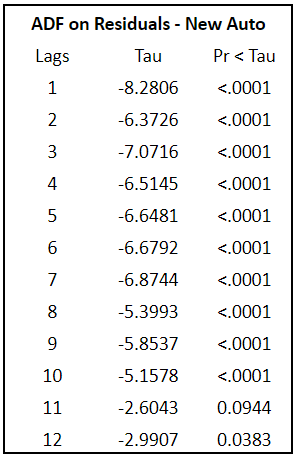 ADF on Residuals - New Auto
Lags Tau Pr < Tau
1 -8.2806 <.0001
2 -6.3726 <.0001
3 -7.0716 <.0001
4 -6.5145 <.0001
5 -6.6481 <.0001
6 -6.6792 <.0001
7 -6.8744 <.0001
8 -5.3993 <.0001
9 -5.8537 <.0001
10 -5.1578 <.0001
11 -2.6043 0.0944
12 -2.9907 0.0383